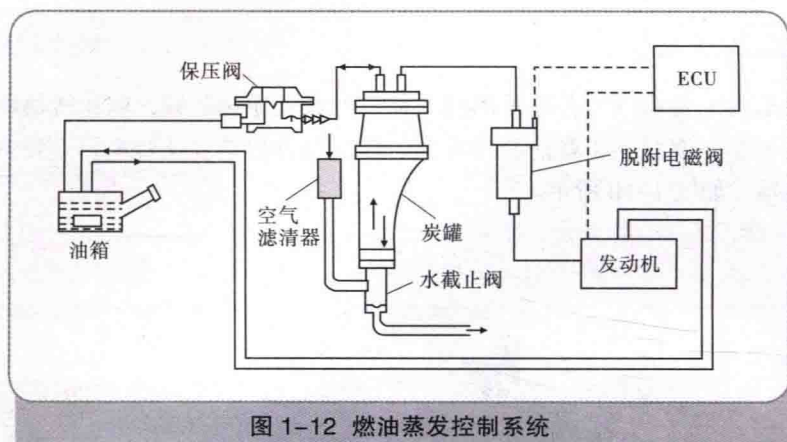 保压阀
ECU
脱附电磁阀
空气
滤清器
炭罐
油箱
水截止阀
发动机
图 1-12 燃油蒸发控制系统